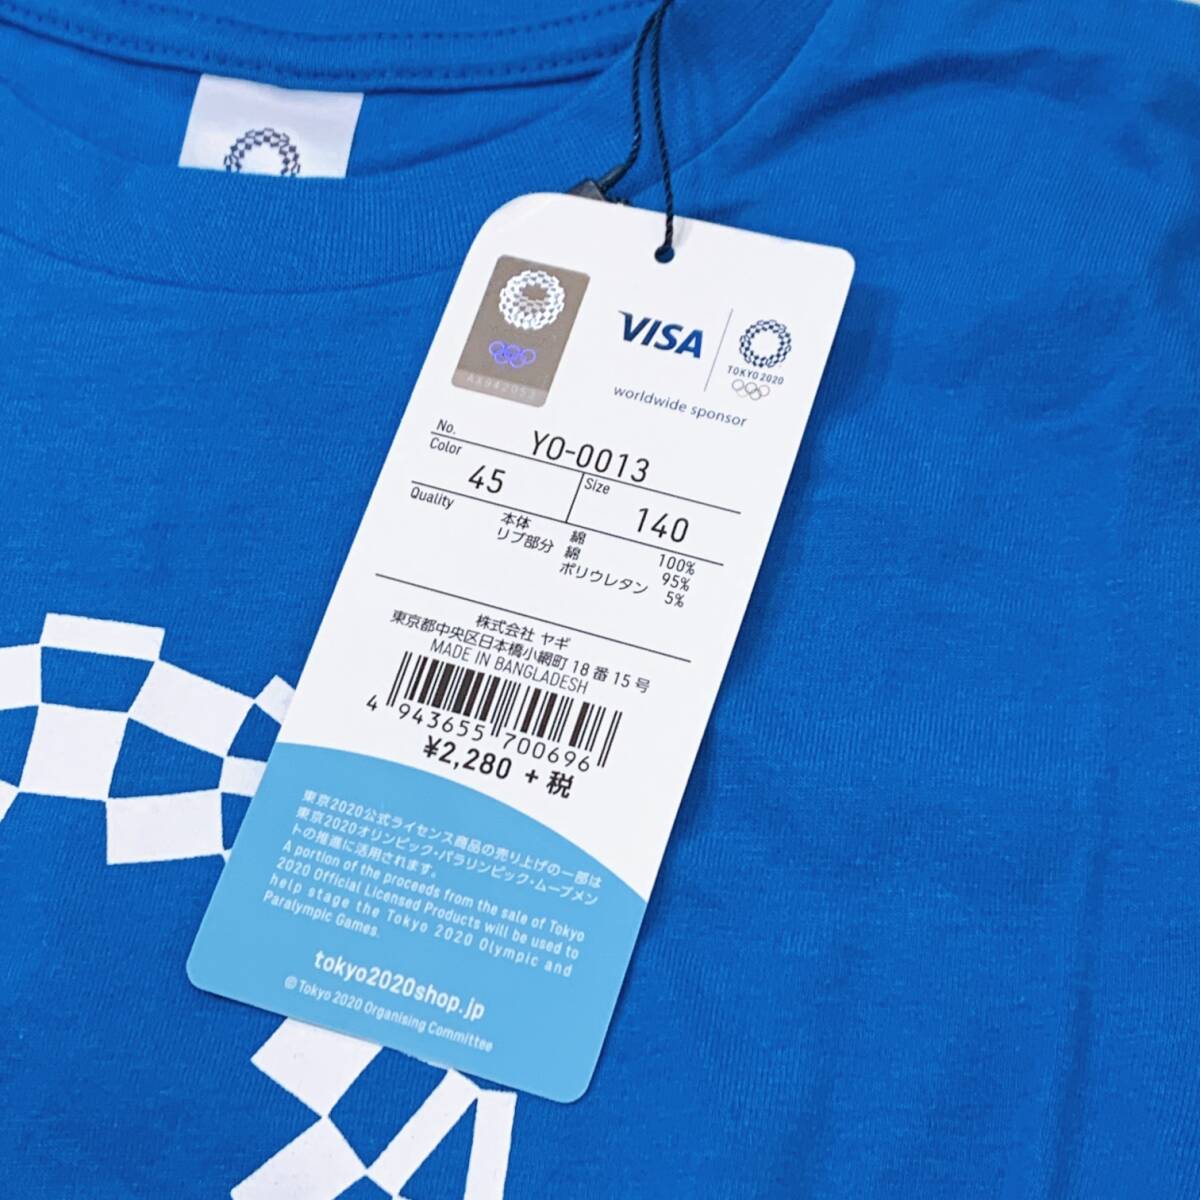 AX942053
VISA
TOKYO 2020
worldwide sponsor
No. YO-0013
Color 45
Size 140
Quality
本体 綿 100%
リブ部分 綿 95%
ポリウレタン 5%
株式会社 ヤギ
東京都中央区日本橋小網町 18 番 15 号
MADE IN BANGLADESH
4 943655 700696
¥2,280 + 税
東京2020公式ライセンス商品の売り上げの一部は
東京2020オリンピック・パラリンピック・ムーブメン
トの推進に活用されます。
A portion of the proceeds from the sale of Tokyo
2020 Official Licensed Products will be used to
help stage the Tokyo 2020 Olympic and
Paralympic Games.
tokyo2020shop.jp
© Tokyo 2020 Organising Committee